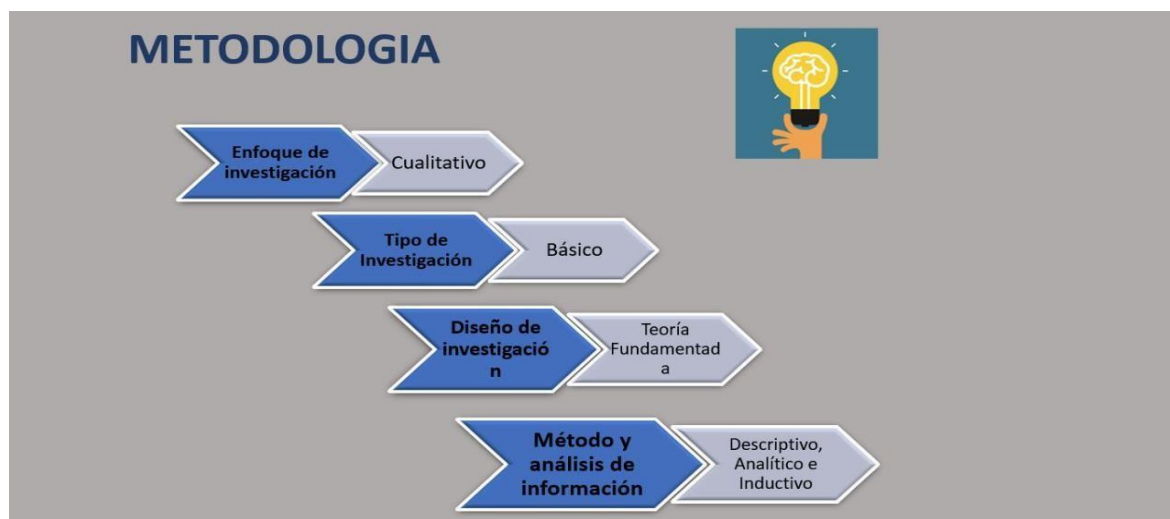 METODOLOGIA
Enfoque de
investigación
Cualitativo
Tipo de
Investigación
Básico
Diseño de
investigació
n
Teoría
Fundamentad
a
Método y
análisis de
información
Descriptivo,
Analítico e
Inductivo